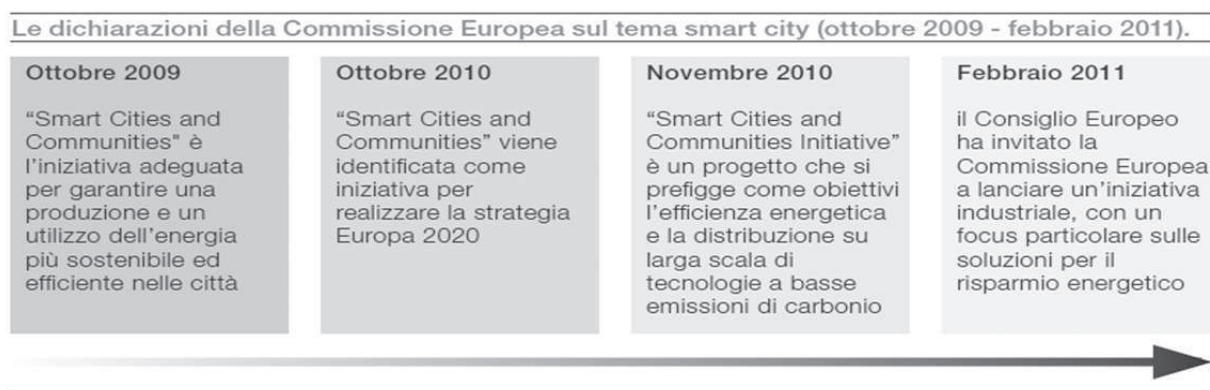 Le dichiarazioni della Commissione Europea sul tema smart city (ottobre 2009 - febbraio 2011).
Ottobre 2009
“Smart Cities and
Communities" è
l’iniziativa adeguata
per garantire una
produzione e un
utilizzo dell’energia
più sostenibile ed
efficiente nelle città
Ottobre 2010
“Smart Cities and
Communities” viene
identificata come
iniziativa per
realizzare la strategia
Europa 2020
Novembre 2010
“Smart Cities and
Communities Initiative”
è un progetto che si
prefigge come obiettivi
l’efficienza energetica
e la distribuzione su
larga scala di
tecnologie a basse
emissioni di carbonio
Febbraio 2011
il Consiglio Europeo
ha invitato la
Commissione Europea
a lanciare un’iniziativa
industriale, con un
focus particolare sulle
soluzioni per il
risparmio energetico